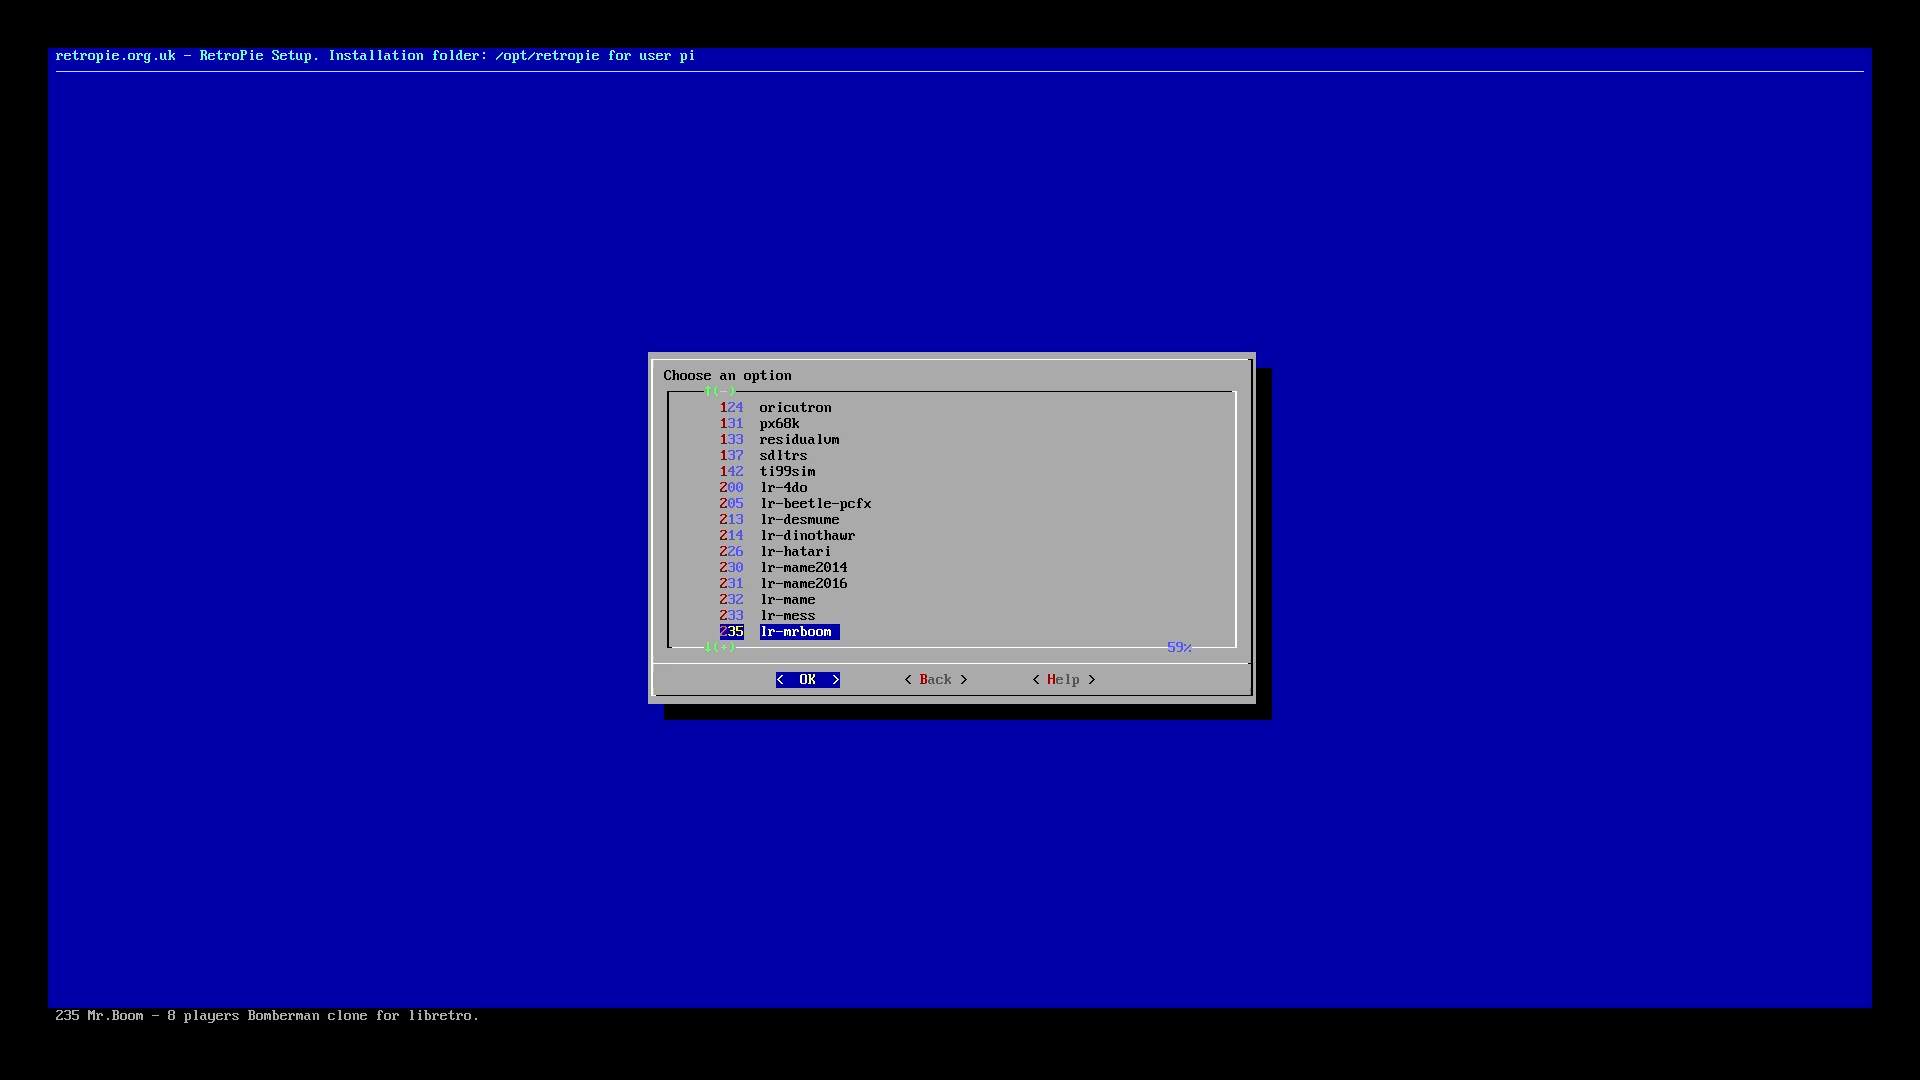 retropie.org.uk - RetroPie Setup. Installation folder: /opt/retropie for user pi
Choose an option
↑(-)
124 oricutron
131 px68k
133 residualvm
137 sdltrs
142 ti99sim
200 lr-4do
205 lr-beetle-pcfx
213 lr-desmume
214 lr-dinothawr
226 lr-hatari
230 lr-mame2014
231 lr-mame2016
232 lr-mame
233 lr-mess
235 lr-mrboom
↓(+) 59%
< OK > < Back > < Help >
235 Mr.Boom - 8 players Bomberman clone for libretro.